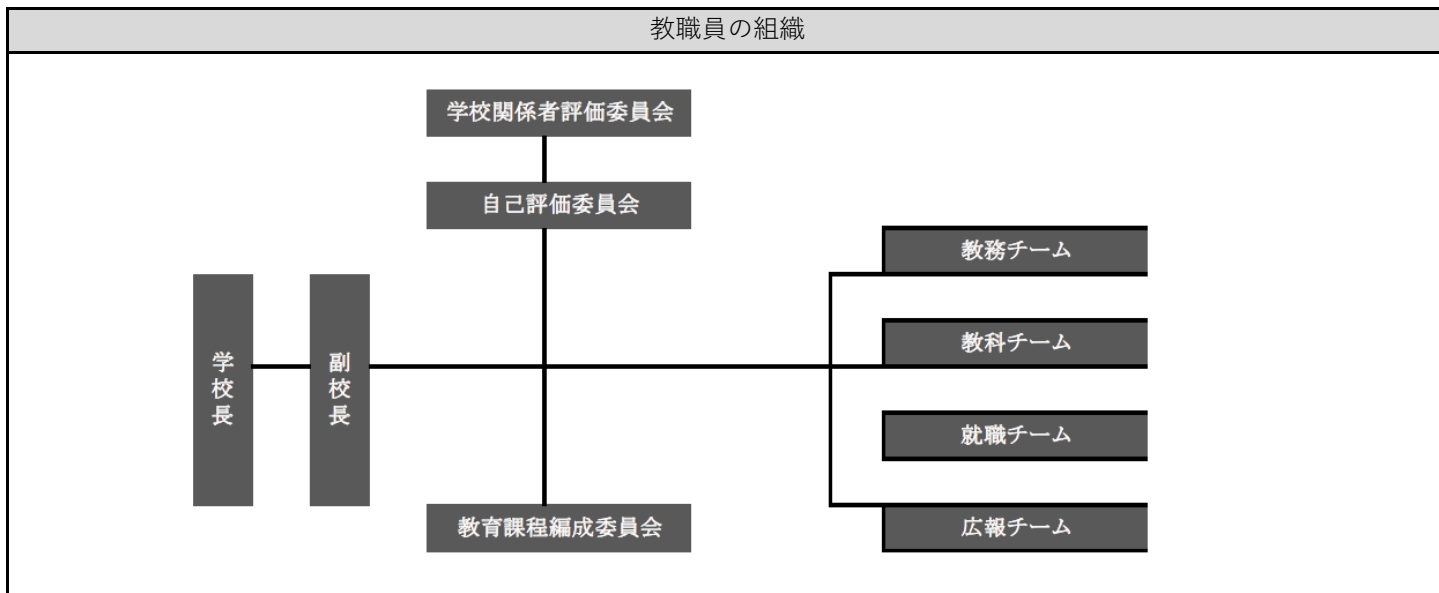 教職員の組織
学校関係者評価委員会
自己評価委員会
教務チーム
学校長
副校長
教科チーム
就職チーム
教育課程編成委員会
広報チーム